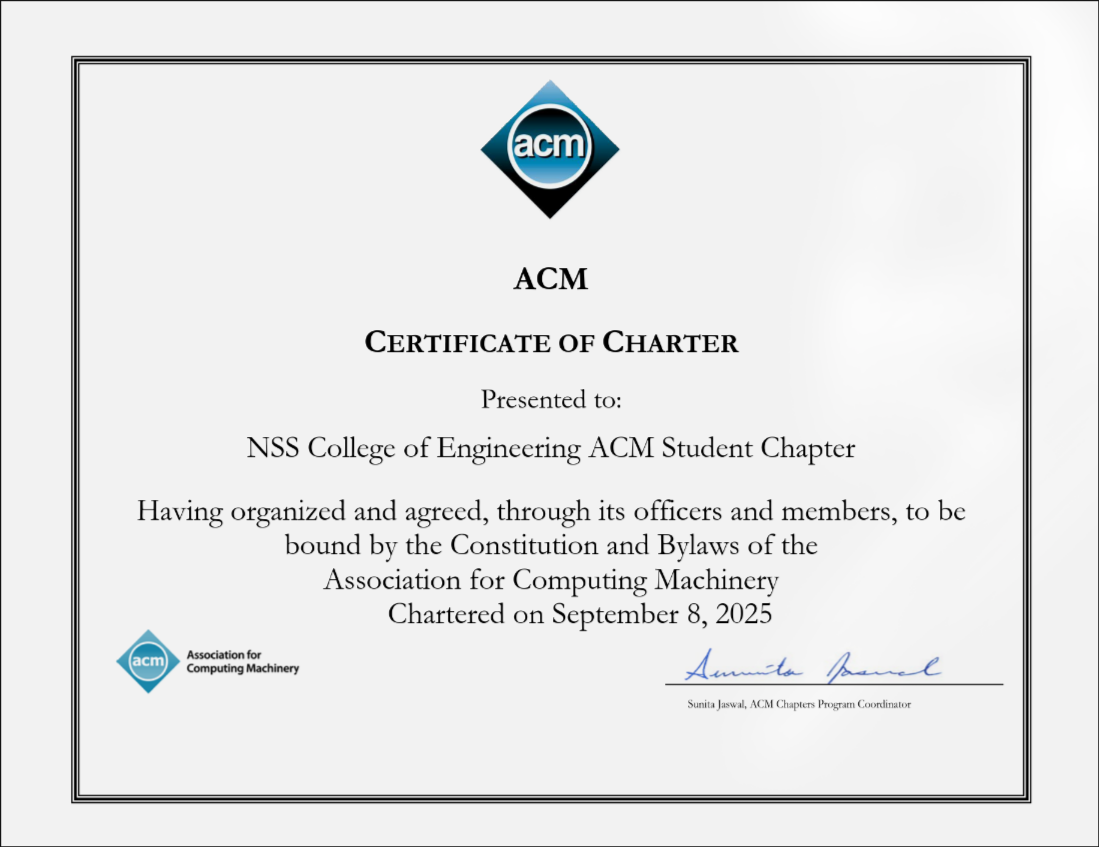 acm
ACM
CERTIFICATE OF CHARTER
Presented to:
NSS College of Engineering ACM Student Chapter
Having organized and agreed, through its officers and members, to be
bound by the Constitution and Bylaws of the
Association for Computing Machinery
Chartered on September 8, 2025
acm
Association for
Computing Machinery
Sunita Jaswal
Sunita Jaswal, ACM Chapters Program Coordinator